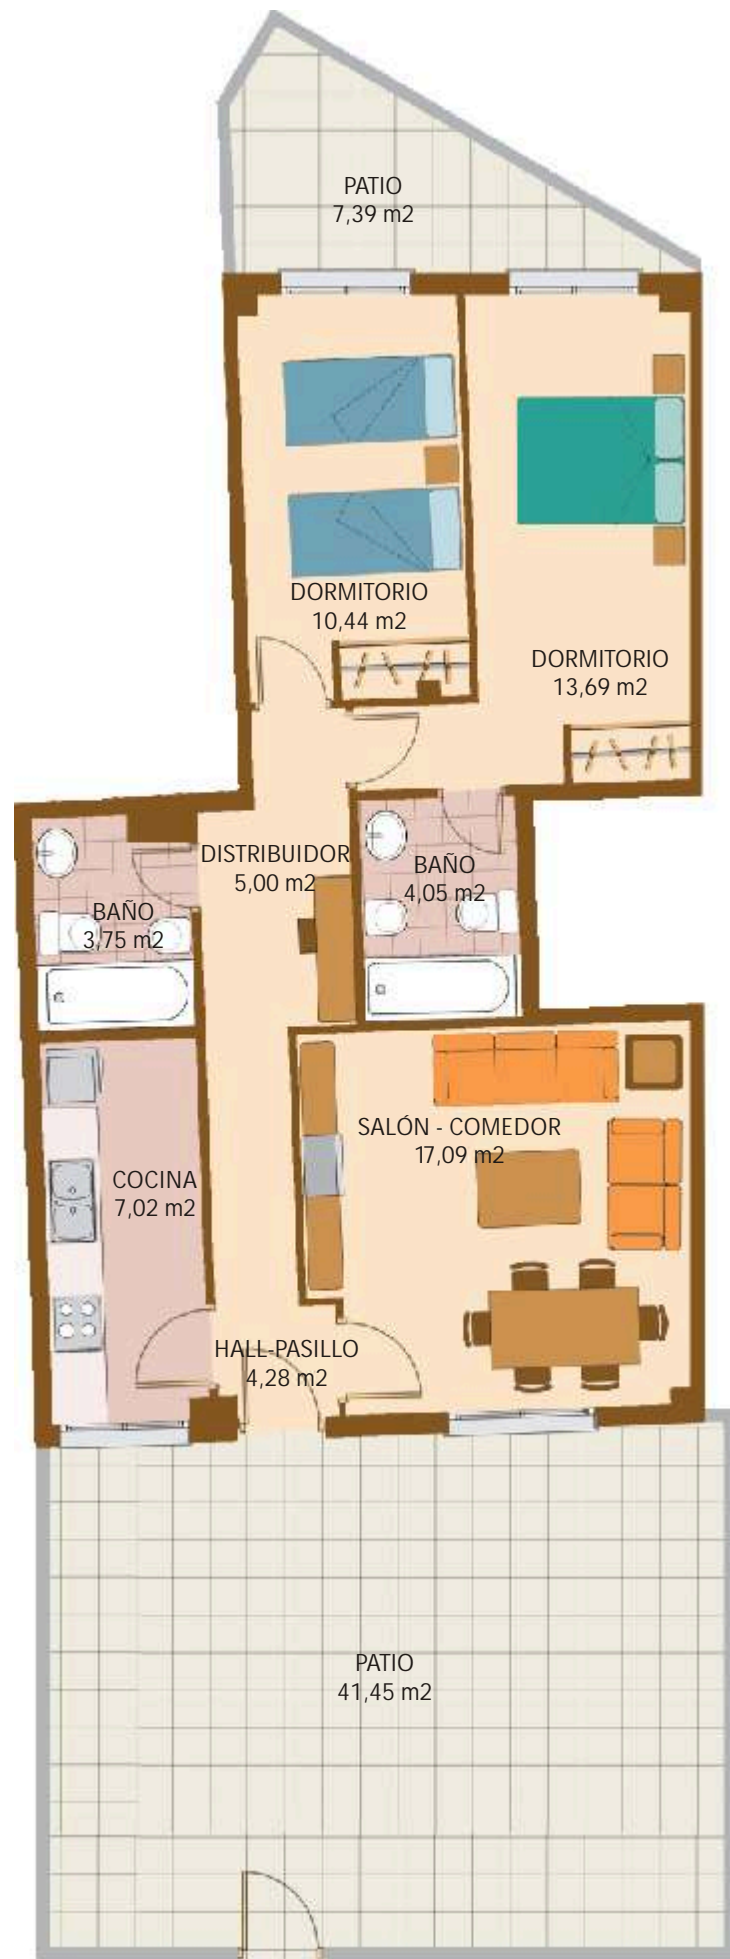 PATIO
7,39 m2
DORMITORIO
10,44 m2
DORMITORIO
13,69 m2
DISTRIBUIDOR
5,00 m2
BAÑO
4,05 m2
BAÑO
3,75 m2
SALÓN - COMEDOR
17,09 m2
COCINA
7,02 m2
HALL-PASILLO
4,28 m2
PATIO
41,45 m2